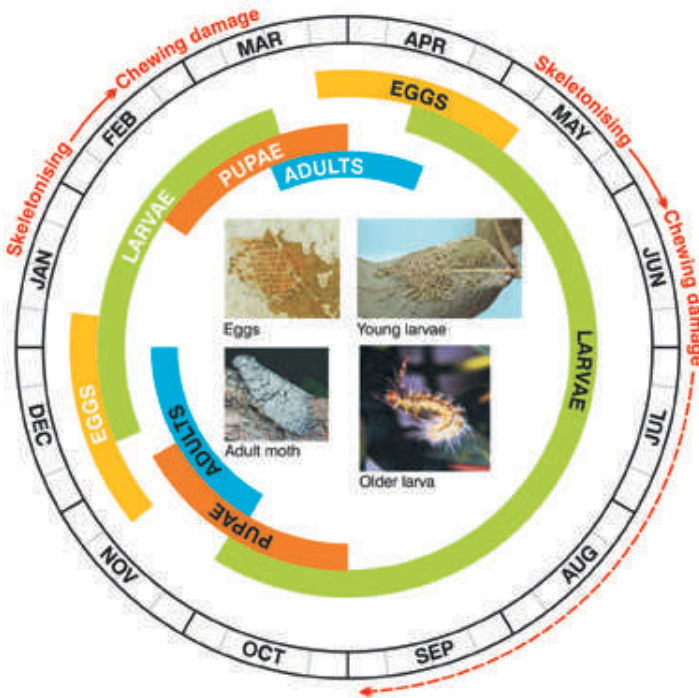 Skeletonising
Chewing damage
Skeletonising
Chewing damage
JAN
FEB
MAR
APR
MAY
JUN
JUL
AUG
SEP
OCT
NOV
DEC
EGGS
LARVAE
PUPAE
ADULTS
LARVAE
EGGS
ADULTS
PUPAE
Eggs
Young larvae
Adult moth
Older larva